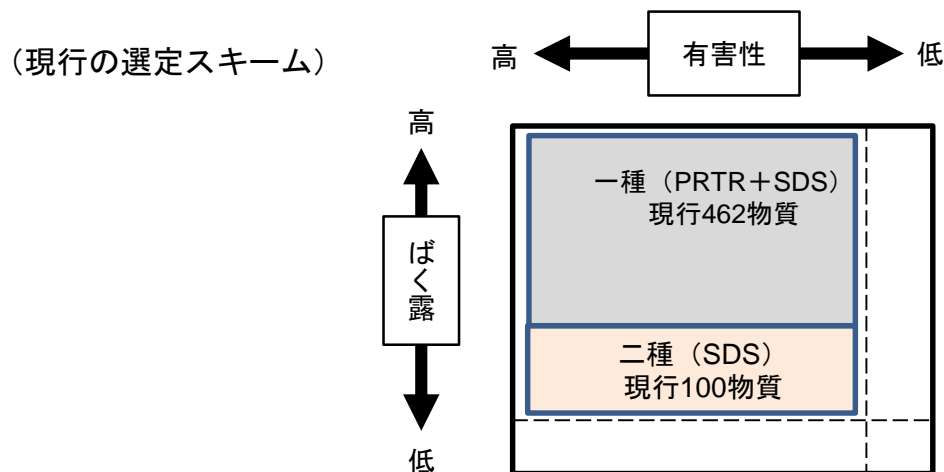 （現行の選定スキーム）
高
有害性
低
高
ばく露
低
一種（PRTR＋SDS）
現行462物質
二種（SDS）
現行100物質